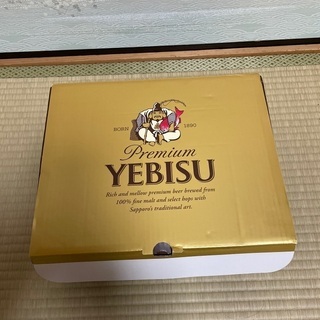 BORN 1890
Premium
YEBISU
Rich and mellow premium beer brewed from
100% fine malt and select hops with
Sapporo's traditional art.